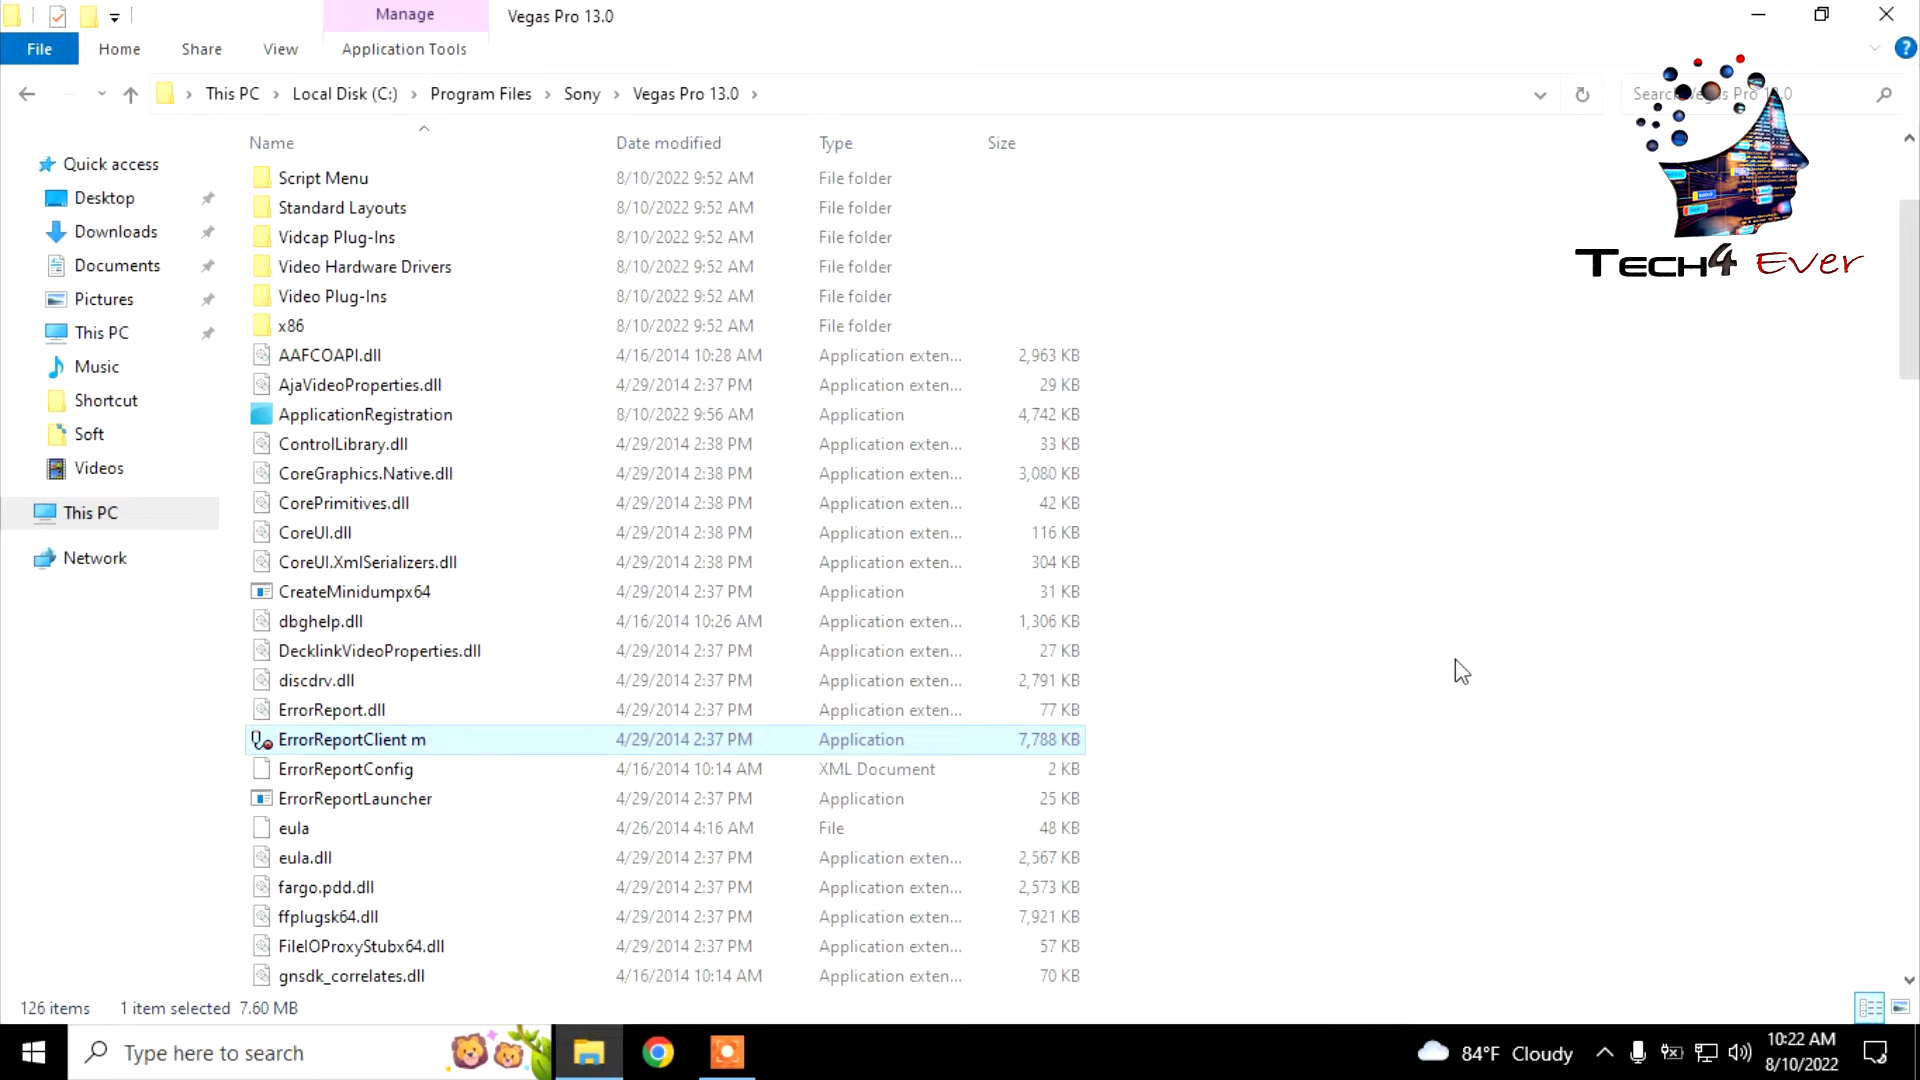 Manage
Vegas Pro 13.0
File
Home
Share
View
Application Tools
This PC
Local Disk (C:)
Program Files
Sony
Vegas Pro 13.0
Search Vegas Pro 13.0
Name
Date modified
Type
Size
Quick access
Desktop
Downloads
Documents
Pictures
This PC
Music
Shortcut
Soft
Videos
This PC
Network
Script Menu 8/10/2022 9:52 AM File folder
Standard Layouts 8/10/2022 9:52 AM File folder
Vidcap Plug-Ins 8/10/2022 9:52 AM File folder
Video Hardware Drivers 8/10/2022 9:52 AM File folder
Video Plug-Ins 8/10/2022 9:52 AM File folder
x86 8/10/2022 9:52 AM File folder
AAFCOAPI.dll 4/16/2014 10:28 AM Application exten... 2,963 KB
AjaVideoProperties.dll 4/29/2014 2:37 PM Application exten... 29 KB
ApplicationRegistration 8/10/2022 9:56 AM Application 4,742 KB
ControlLibrary.dll 4/29/2014 2:38 PM Application exten... 33 KB
CoreGraphics.Native.dll 4/29/2014 2:38 PM Application exten... 3,080 KB
CorePrimitives.dll 4/29/2014 2:38 PM Application exten... 42 KB
CoreUI.dll 4/29/2014 2:38 PM Application exten... 116 KB
CoreUI.XmlSerializers.dll 4/29/2014 2:38 PM Application exten... 304 KB
CreateMinidumpx64 4/29/2014 2:37 PM Application 31 KB
dbghelp.dll 4/16/2014 10:26 AM Application exten... 1,306 KB
DecklinkVideoProperties.dll 4/29/2014 2:37 PM Application exten... 27 KB
discdrv.dll 4/29/2014 2:37 PM Application exten... 2,791 KB
ErrorReport.dll 4/29/2014 2:37 PM Application exten... 77 KB
ErrorReportClient m 4/29/2014 2:37 PM Application 7,788 KB
ErrorReportConfig 4/16/2014 10:14 AM XML Document 2 KB
ErrorReportLauncher 4/29/2014 2:37 PM Application 25 KB
eula 4/26/2014 4:16 AM File 48 KB
eula.dll 4/29/2014 2:37 PM Application exten... 2,567 KB
fargo.pdd.dll 4/29/2014 2:37 PM Application exten... 2,573 KB
ffplugsk64.dll 4/29/2014 2:37 PM Application exten... 7,921 KB
FileIOProxyStubx64.dll 4/29/2014 2:37 PM Application exten... 57 KB
gnsdk_correlates.dll 4/16/2014 10:14 AM Application exten... 70 KB
Tech4 Ever
126 items 1 item selected 7.60 MB
Type here to search
84°F Cloudy
10:22 AM
8/10/2022